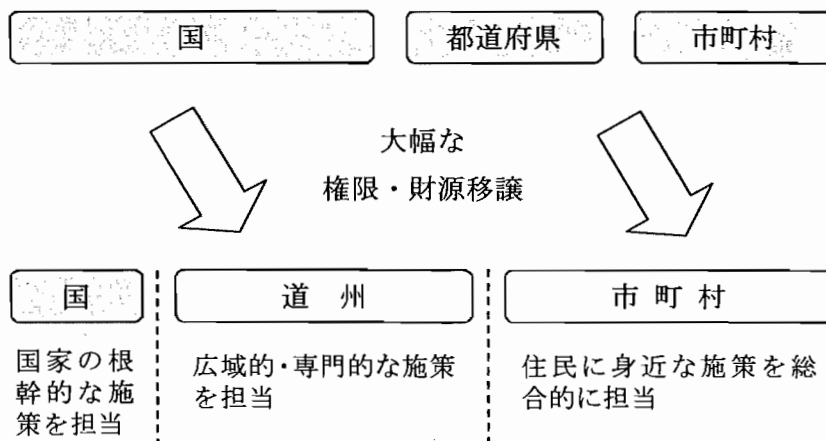 国 都道府県 市町村
大幅な
権限・財源移譲
国 道 州 市 町 村
国家の根
幹的な施
策を担当
広域的・専門的な施策
を担当
住民に身近な施策を総
合的に担当